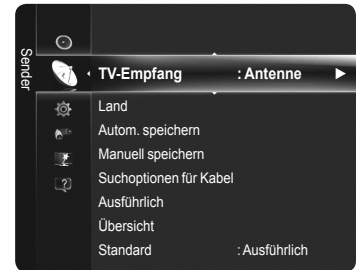 Sender
TV-Empfang : Antenne
Land
Autom. speichern
Manuell speichern
Suchoptionen für Kabel
Ausführlich
Übersicht
Standard : Ausführlich